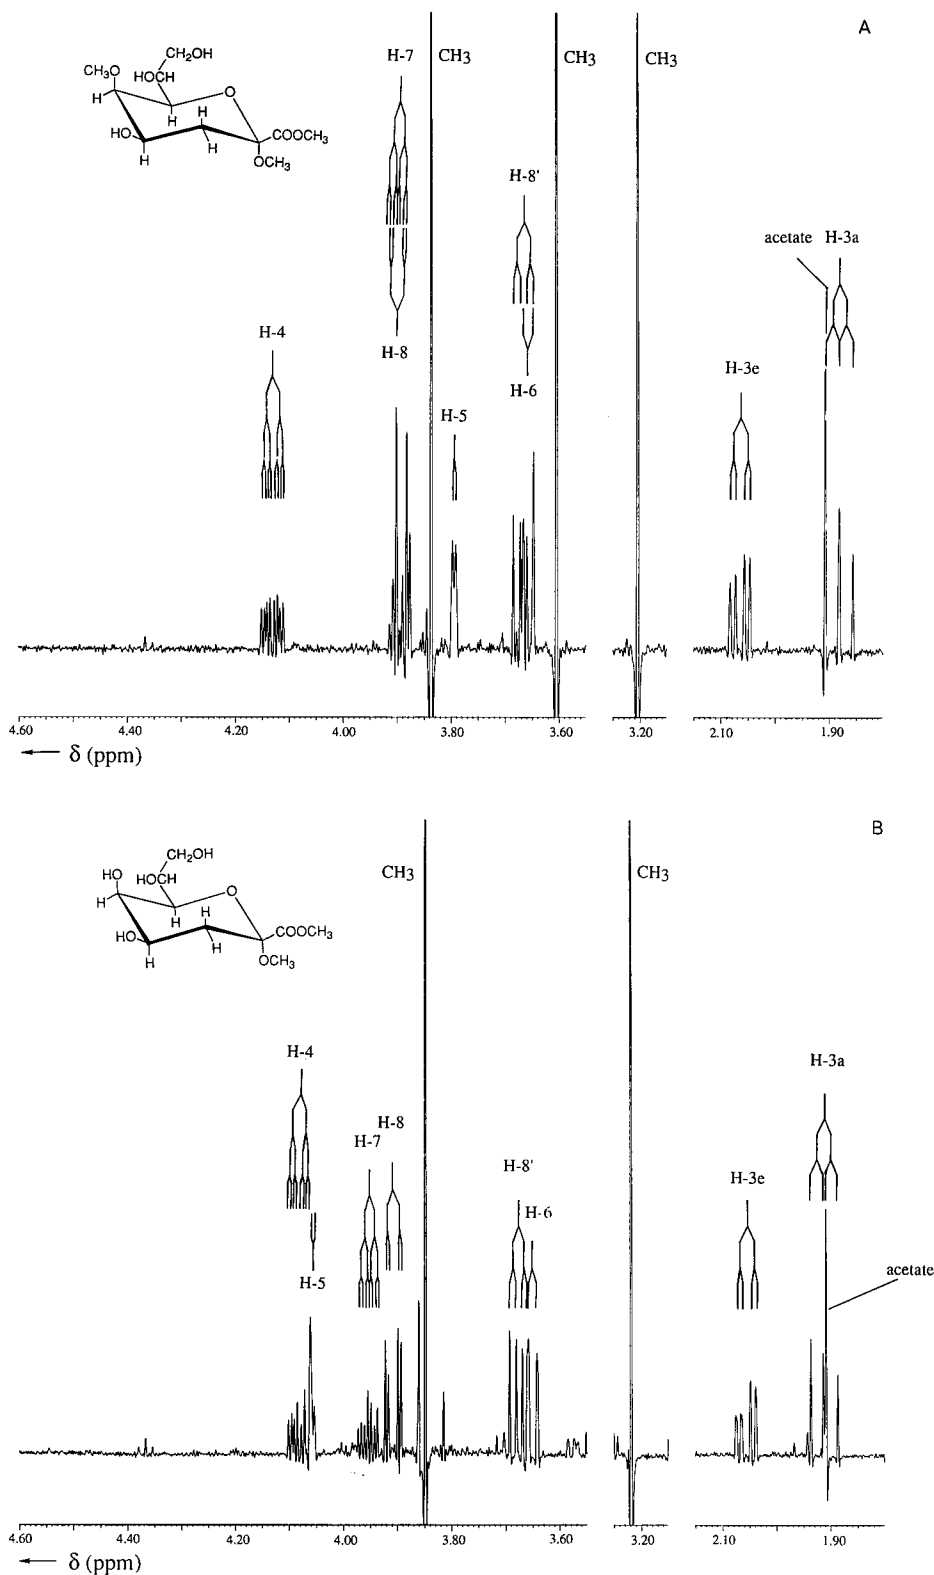 A
CH₂OH
CH₃O
HOCH
H
O
H
H
COOCH₃
HO
H
H
OCH₃
H-7
CH₃
CH₃
CH₃
H-8'
acetate H-3a
H-4
H-8
H-6
H-3e
H-5
4.60 4.40 4.20 4.00 3.80 3.60 3.20 2.10 1.90
δ (ppm)
B
CH₂OH
HO
HOCH
H
O
H
H
COOCH₃
HO
H
H
OCH₃
CH₃
CH₃
H-4
H-3a
H-8
H-7
H-8'
H-3e
H-6
H-5
acetate
4.60 4.40 4.20 4.00 3.80 3.60 3.20 2.10 1.90
δ (ppm)